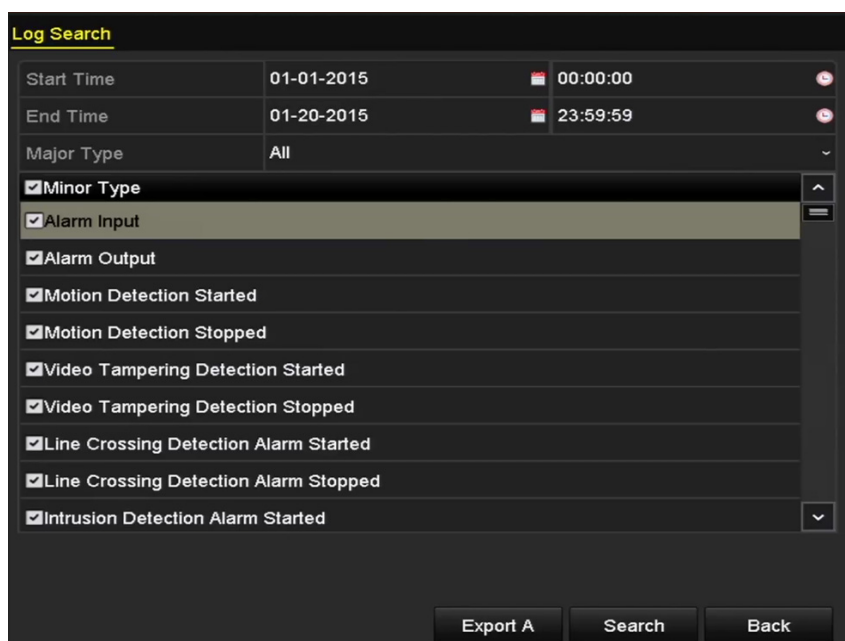 Log Search
Start Time 01-01-2015 00:00:00
End Time 01-20-2015 23:59:59
Major Type All
Minor Type
Alarm Input
Alarm Output
Motion Detection Started
Motion Detection Stopped
Video Tampering Detection Started
Video Tampering Detection Stopped
Line Crossing Detection Alarm Started
Line Crossing Detection Alarm Stopped
Intrusion Detection Alarm Started
Export A Search Back